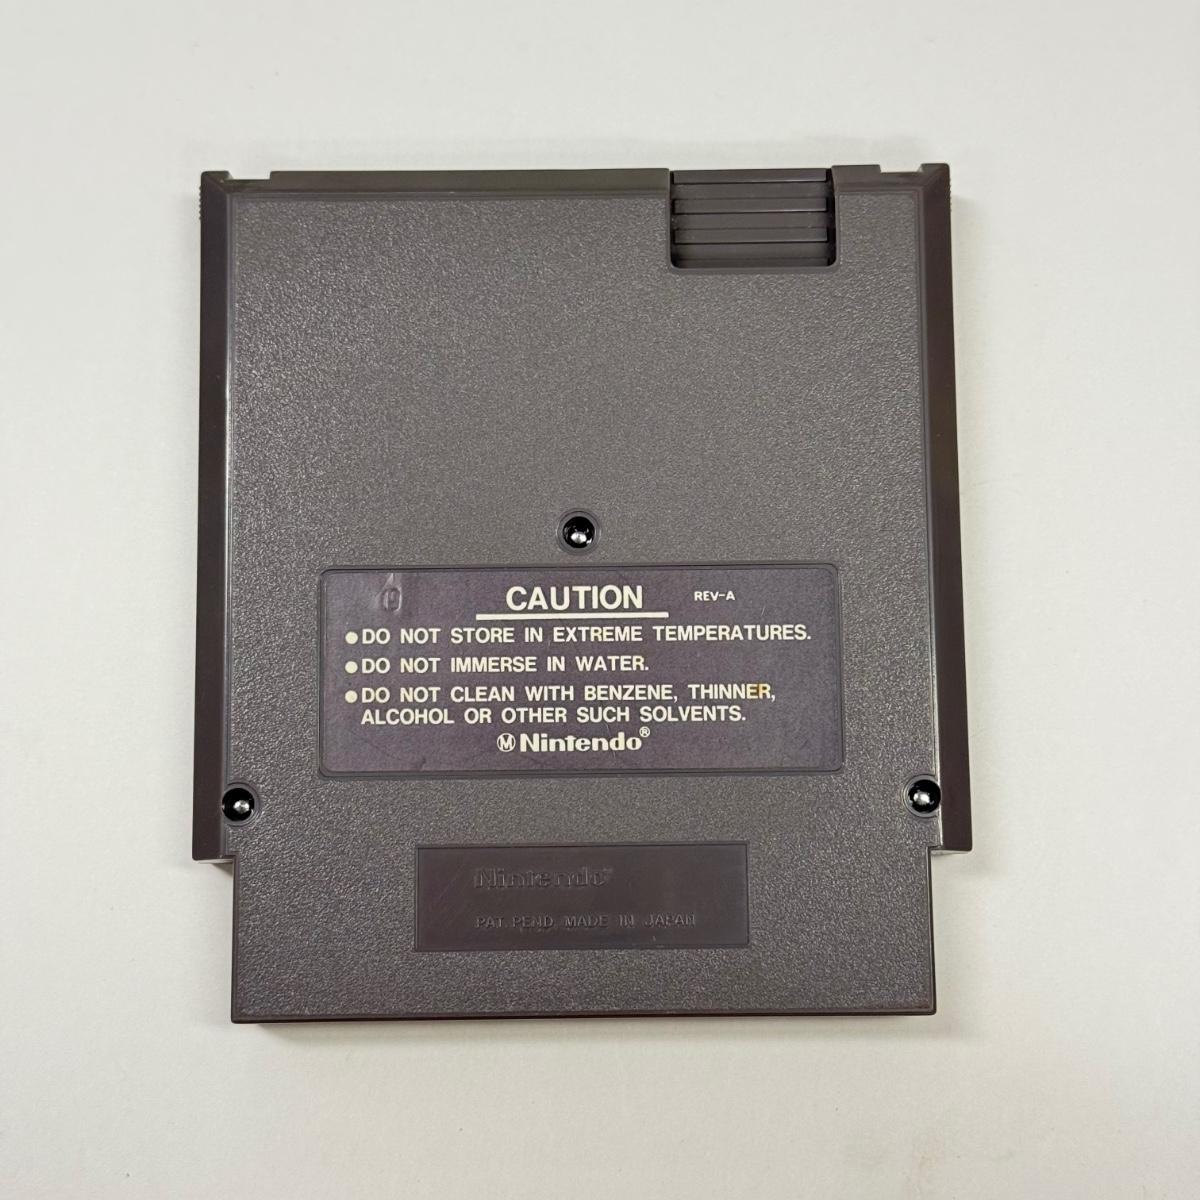 19
CAUTION REV-A
●DO NOT STORE IN EXTREME TEMPERATURES.
●DO NOT IMMERSE IN WATER.
●DO NOT CLEAN WITH BENZENE, THINNER,
ALCOHOL OR OTHER SUCH SOLVENTS.
Ⓜ Nintendo®
Nintendo
PAT. PEND. MADE IN JAPAN